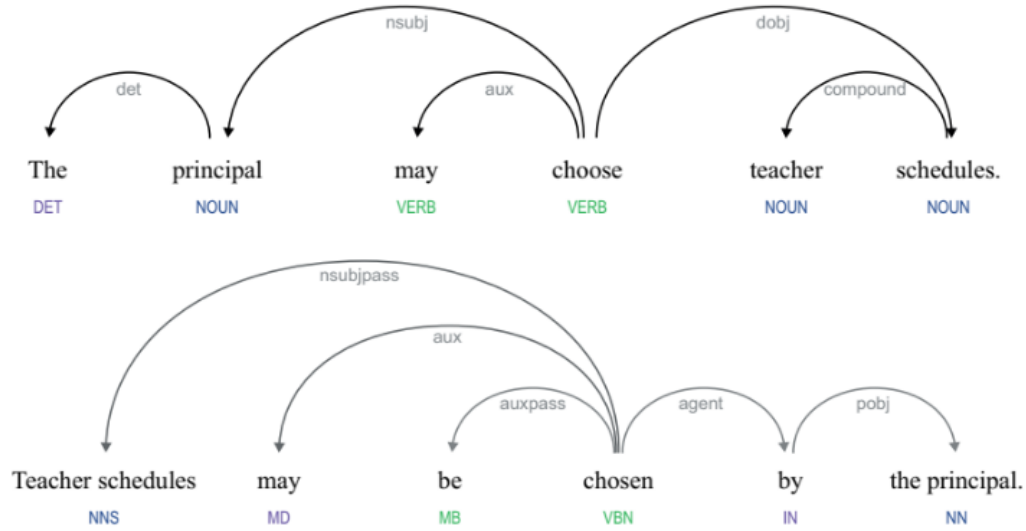 nsubj dobj
det aux compound
The principal may choose teacher schedules.
DET NOUN VERB VERB NOUN NOUN
nsubjpass
aux
auxpass agent pobj
Teacher schedules may be chosen by the principal.
NNS MD MB VBN IN NN